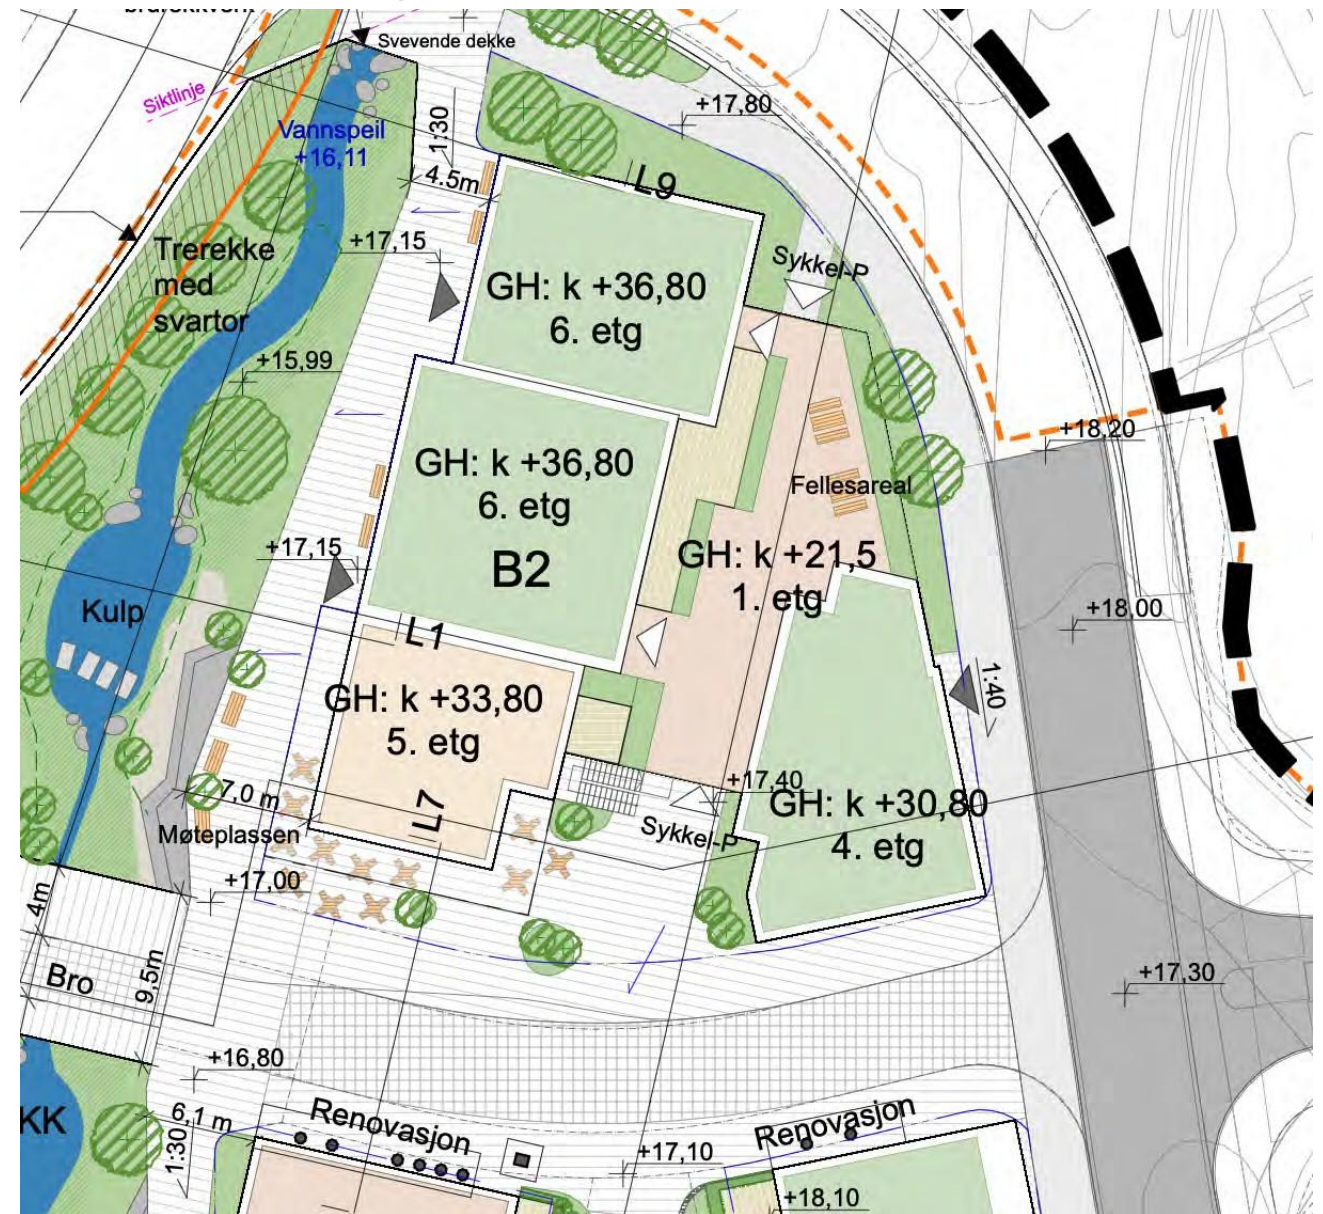 Svevende dekke
Siktlinje
+17,80
Vannspeil
+16,11
1:30
4.5m
L9
+17,15
Trerekke
med
svartor
Sykkel-P
GH: k +36,80
6. etg
+15,99
+18,20
GH: k +36,80
6. etg
B2
Fellesareal
+17,15
GH: k +21,5
1. etg
Kulp
+18,00
L1
GH: k +33,80
5. etg
1:40
L7
7,0 m
+17,40
GH: k +30,80
4. etg
Møteplassen
Sykkel-P
+17,00
4m
Bro
9,5m
+17,30
+16,80
KK
6,1 m
1:30
Renovasjon
Renovasjon
+17,10
+18,10